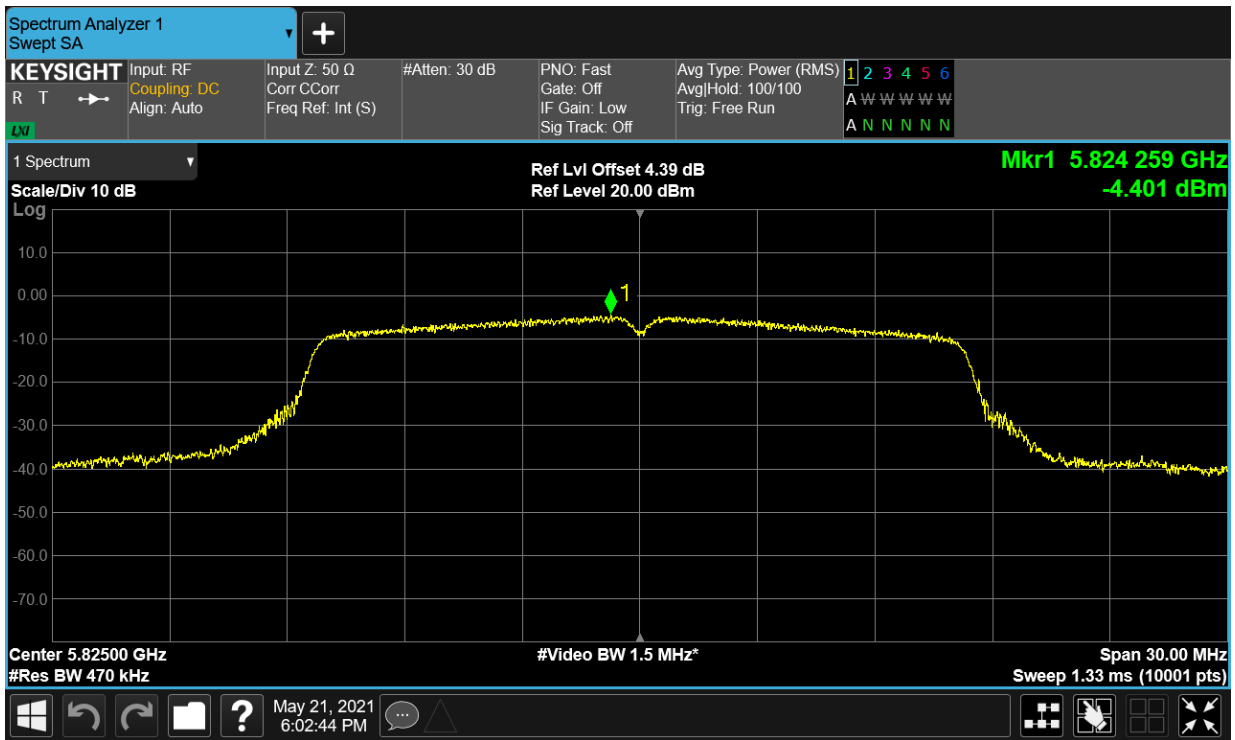 Spectrum Analyzer 1
Swept SA
+
KEYSIGHT
R T
LXI
Input: RF
Coupling: DC
Align: Auto
Input Z: 50 Ω
Corr CCorr
Freq Ref: Int (S)
#Atten: 30 dB
PNO: Fast
Gate: Off
IF Gain: Low
Sig Track: Off
Avg Type: Power (RMS)
Avg|Hold: 100/100
Trig: Free Run
1 2 3 4 5 6
A W W W W W
A N N N N N
1 Spectrum
Scale/Div 10 dB
Log
Ref Lvl Offset 4.39 dB
Ref Level 20.00 dBm
Mkr1 5.824 259 GHz
-4.401 dBm
10.0
0.00
-10.0
-20.0
-30.0
-40.0
-50.0
-60.0
-70.0
1
Center 5.82500 GHz
#Res BW 470 kHz
#Video BW 1.5 MHz*
Span 30.00 MHz
Sweep 1.33 ms (10001 pts)
?
May 21, 2021
6:02:44 PM